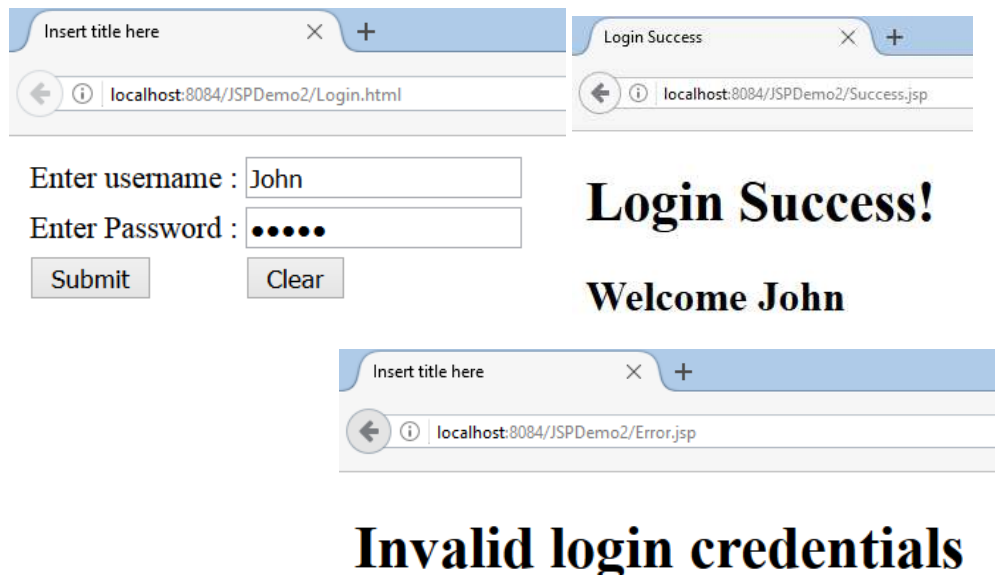 Insert title here
localhost:8084/JSPDemo2/Login.html
Enter username : John
Enter Password : •••••
Submit Clear
Login Success
localhost:8084/JSPDemo2/Success.jsp
Login Success!
Welcome John
Insert title here
localhost:8084/JSPDemo2/Error.jsp
Invalid login credentials